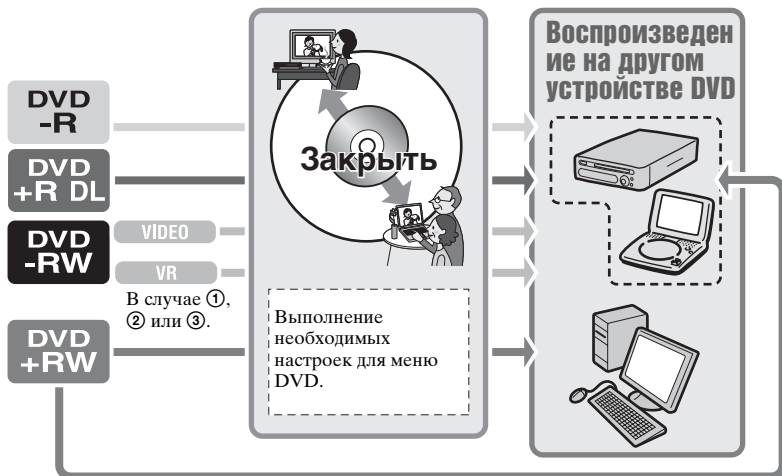 DVD
-R
DVD
+R DL
DVD
-RW
VIDEO
VR
В случае ①,
② или ③.
DVD
+RW
Закрыть
Выполнение
необходимых
настроек для меню
DVD.
Воспроизведен
ие на другом
устройстве DVD